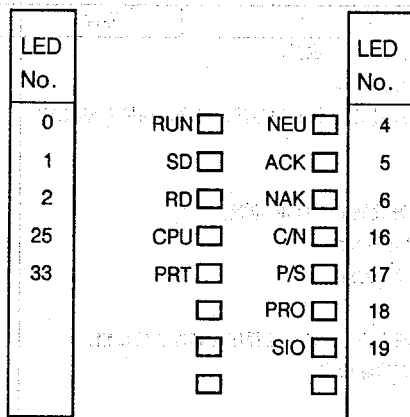 LED LED
No. No.
0 RUN NEU 4
1 SD ACK 5
2 RD NAK 6
25 CPU C/N 16
33 PRT P/S 17
PRO 18
SIO 19